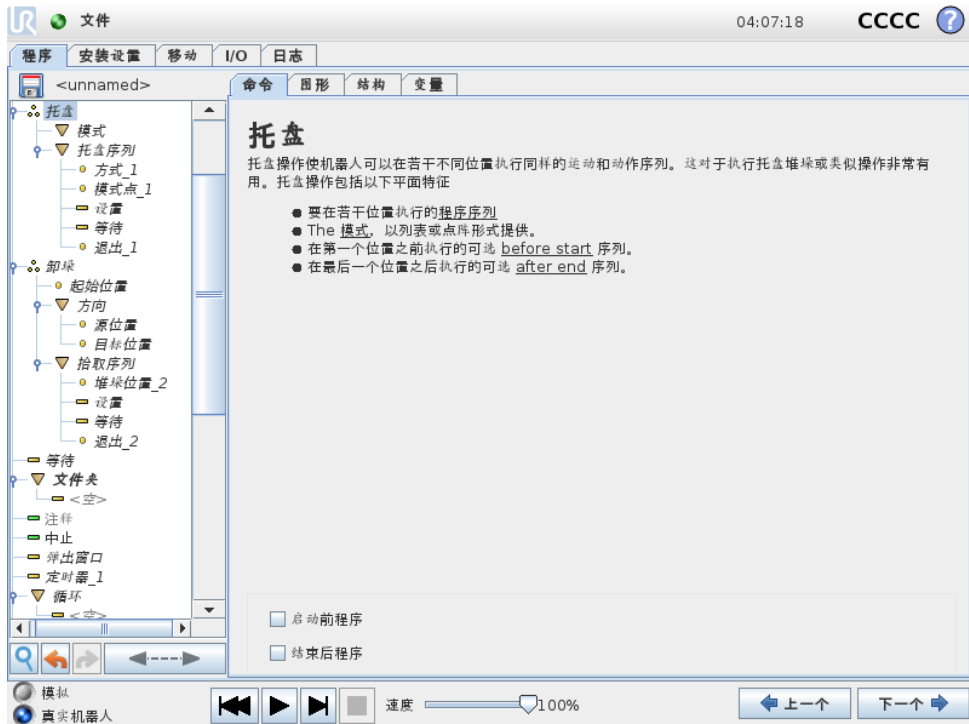 UR 文件 04:07:18 CCCC ?
程序 安装设置 移动 I/O 日志
<unnamed>
命令 图形 结构 变量
托盘
模式
托盘序列
方式_1
模式点_1
设置
等待
退出_1
卸垛
起始位置
方向
源位置
目标位置
拾取序列
堆垛位置_2
设置
等待
退出_2
等待
文件夹
<空>
注释
中止
弹出窗口
定时器_1
循环
<空>
托盘
托盘操作使机器人可以在若干不同位置执行同样的运动和动作序列。这对于执行托盘堆垛或类似操作非常有
用。托盘操作包括以下平面特征
● 要在若干位置执行的程序序列
● The 模式，以列表或点阵形式提供。
● 在第一个位置之前执行的可选 before start 序列。
● 在最后一个位置之后执行的可选 after end 序列。
启动前程序
结束后程序
模拟
真实机器人
速度 100%
上一个 下一个